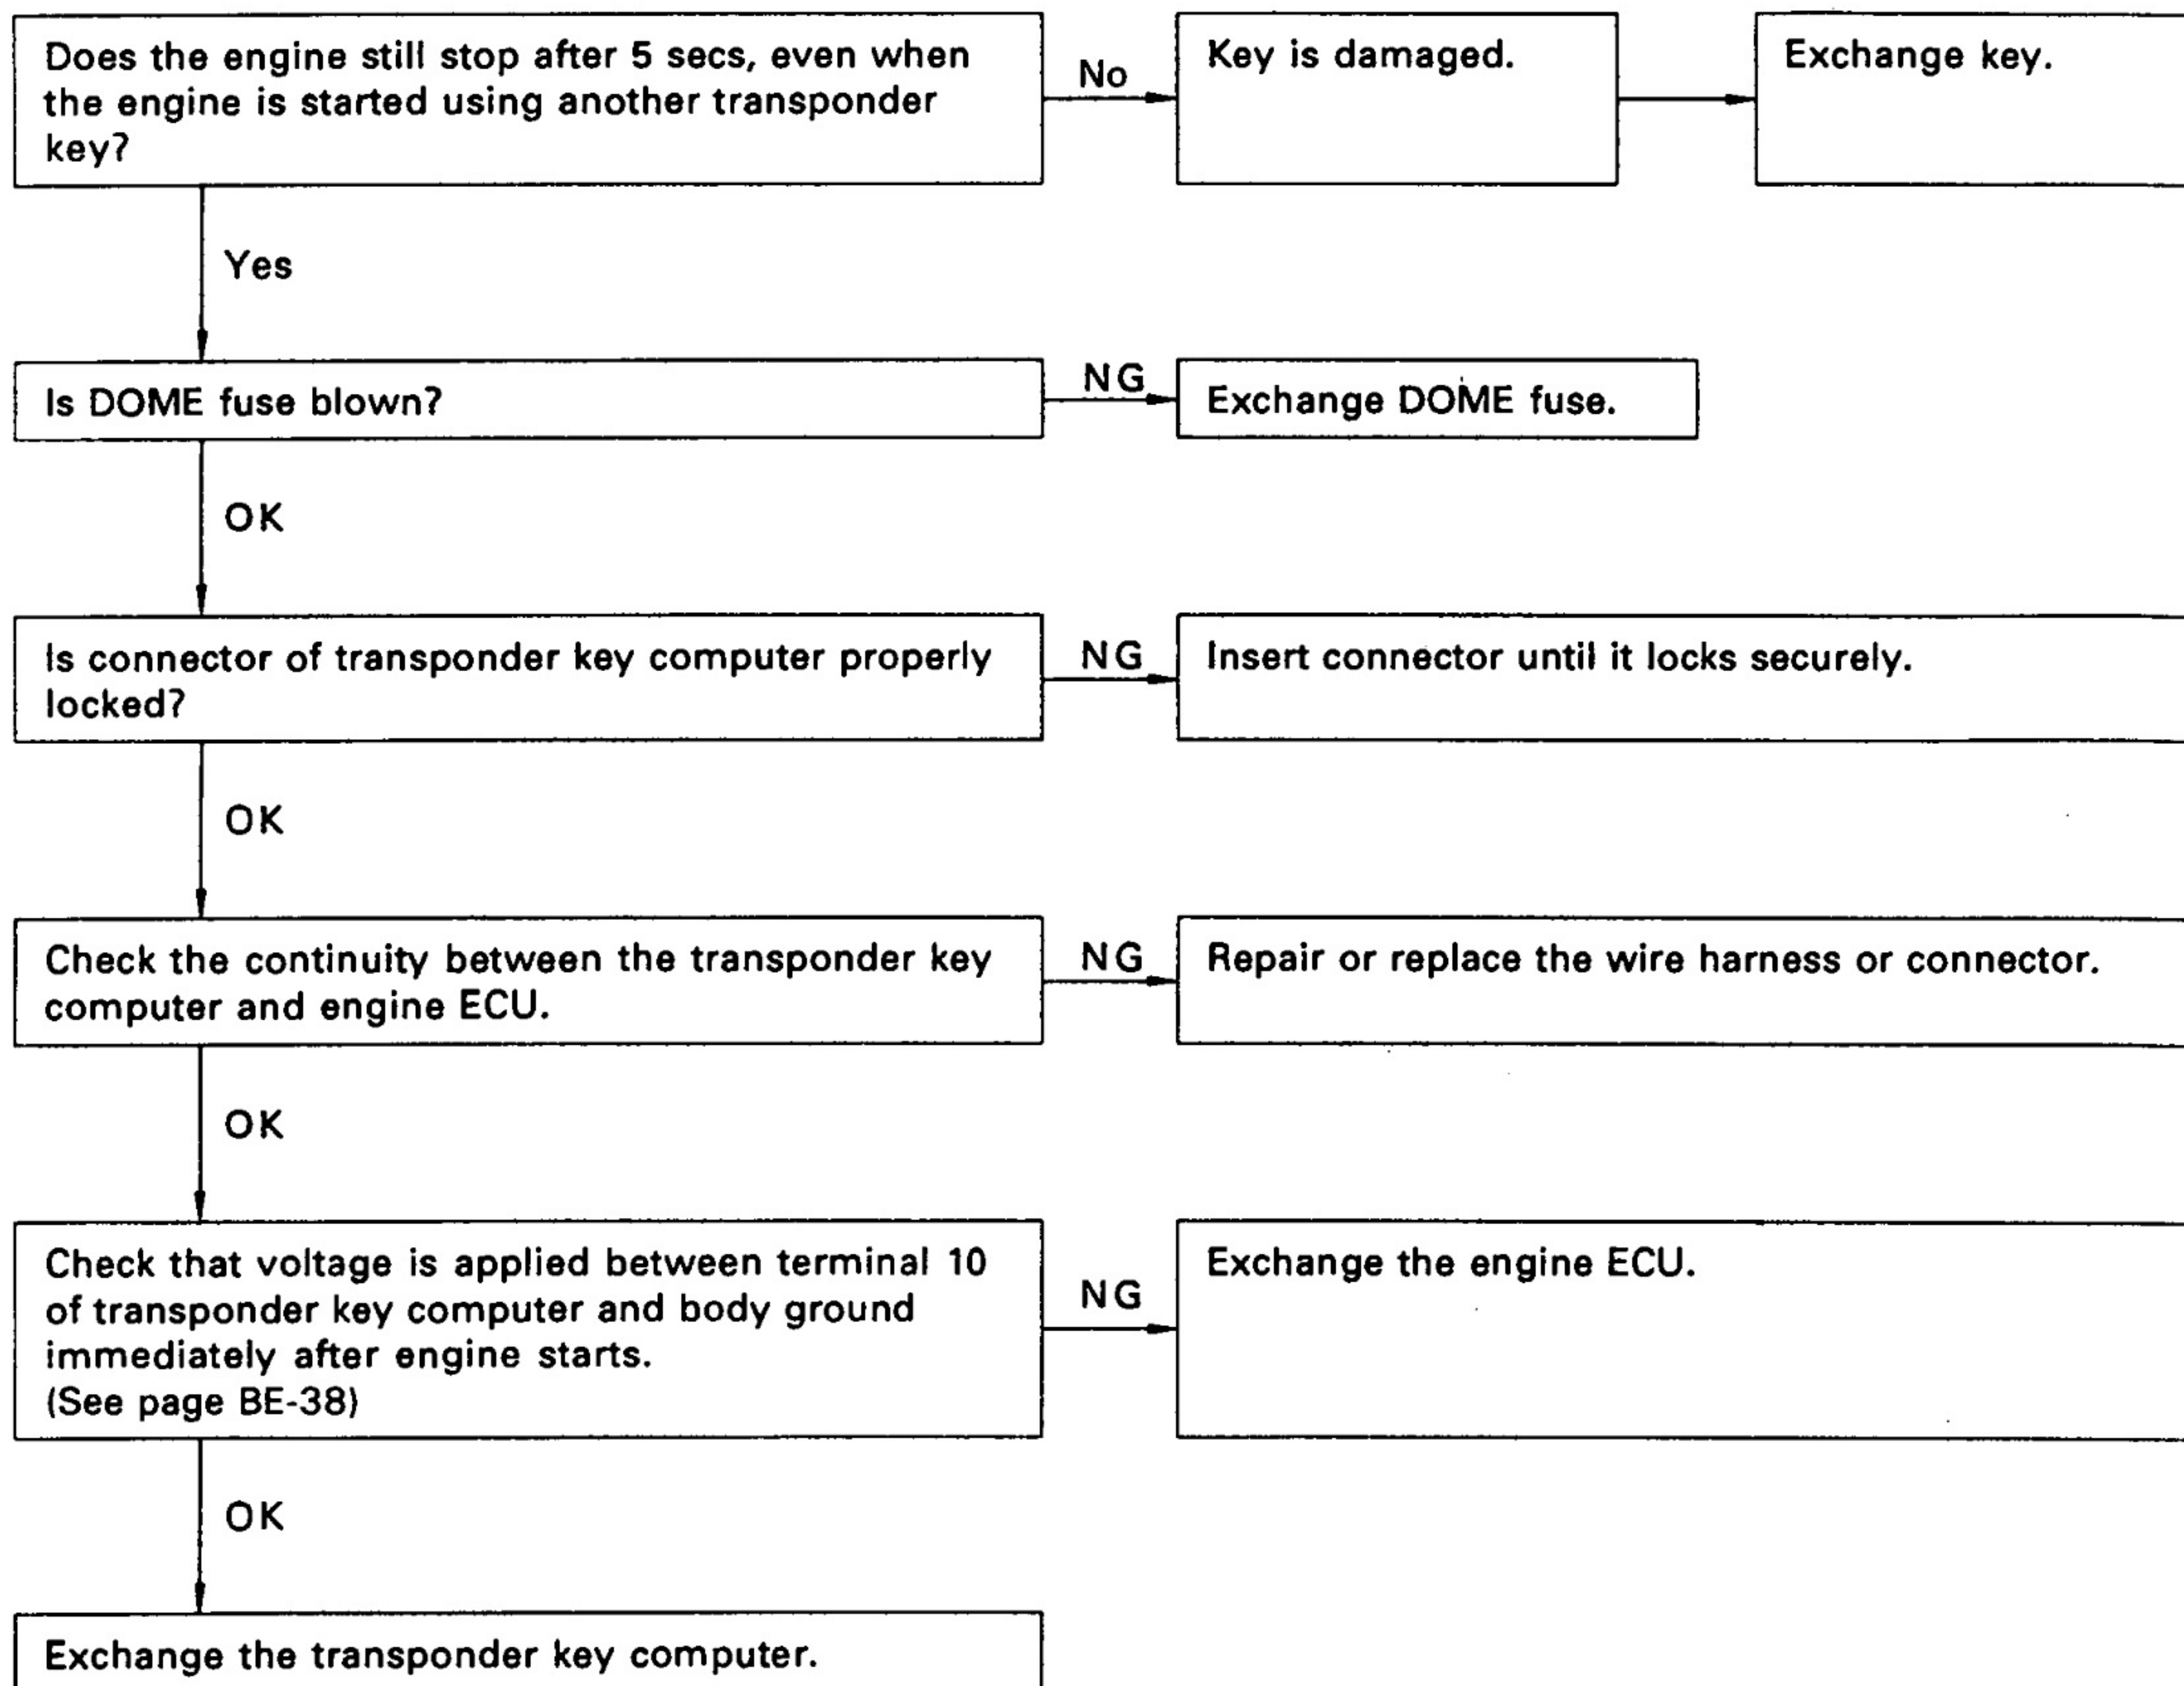 Does the engine still stop after 5 secs, even when
the engine is started using another transponder
key?
No
Key is damaged.
Exchange key.
Yes
Is DOME fuse blown?
NG
Exchange DOME fuse.
OK
Is connector of transponder key computer properly
locked?
NG
Insert connector until it locks securely.
OK
Check the continuity between the transponder key
computer and engine ECU.
NG
Repair or replace the wire harness or connector.
OK
Check that voltage is applied between terminal 10
of transponder key computer and body ground
immediately after engine starts.
(See page BE-38)
NG
Exchange the engine ECU.
OK
Exchange the transponder key computer.